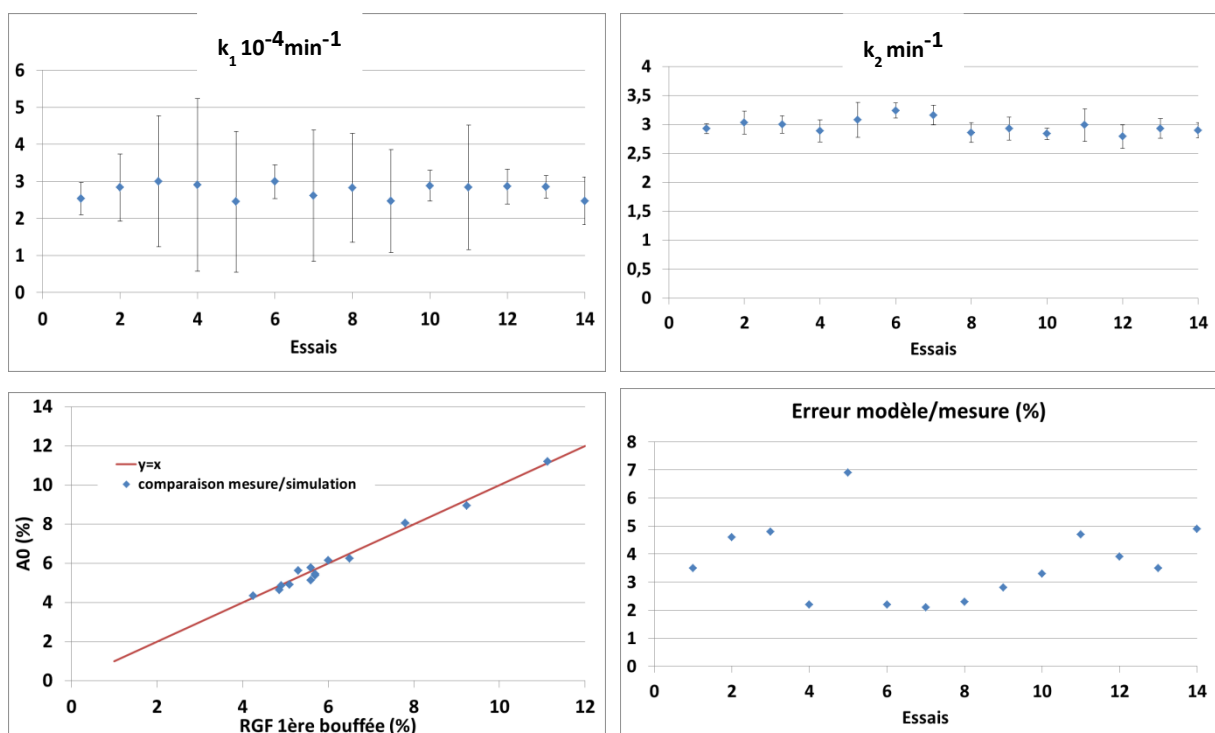 k₁ 10⁻⁴ min⁻¹
6
5
4
3
2
1
0
0 2 4 6 8 10 12 14
Essais
k₂ min⁻¹
4
3,5
3
2,5
2
1,5
1
0,5
0
0 2 4 6 8 10 12 14
Essais
14
12
10
8
6
4
2
0
A0 (%)
y=x
comparaison mesure/simulation
0 2 4 6 8 10 12
RGF 1ère bouffée (%)
Erreur modèle/mesure (%)
8
7
6
5
4
3
2
1
0
0 2 4 6 8 10 12 14
Essais